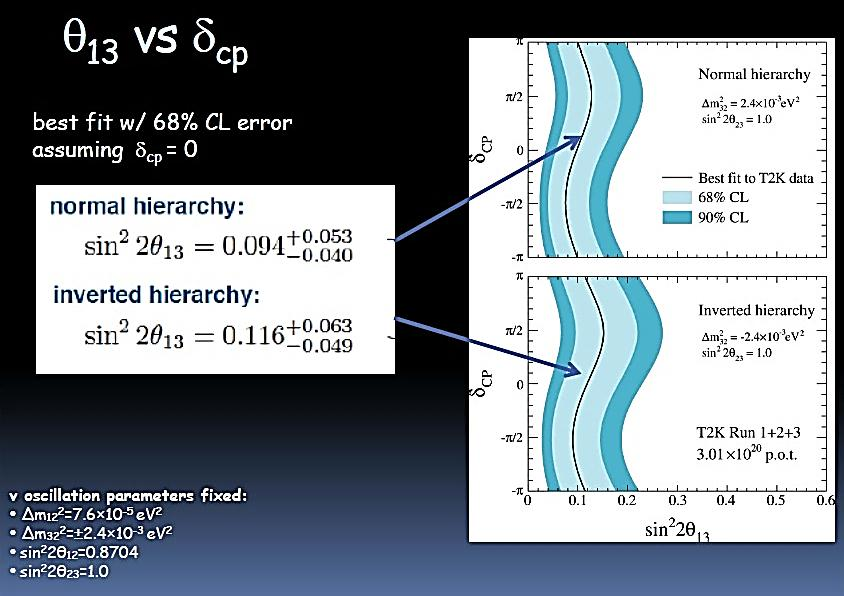 θ13 vs δcp
best fit w/ 68% CL error
assuming δcp = 0
normal hierarchy:
sin² 2θ13 = 0.094 +0.053 −0.040
inverted hierarchy:
sin² 2θ13 = 0.116 +0.063 −0.049
ν oscillation parameters fixed:
• Δm12²=7.6×10⁻⁵ eV²
• Δm32²=±2.4×10⁻³ eV²
• sin²2θ12=0.8704
• sin²2θ23=1.0
π
π/2
0
-π/2
-π
δCP
Normal hierarchy
Δm²32 = 2.4×10⁻³eV²
sin² 2θ23 = 1.0
Best fit to T2K data
68% CL
90% CL
π
π/2
0
-π/2
-π
δCP
Inverted hierarchy
Δm²32 = -2.4×10⁻³eV²
sin² 2θ23 = 1.0
T2K Run 1+2+3
3.01×10²⁰ p.o.t.
0 0.1 0.2 0.3 0.4 0.5 0.6
sin²2θ13